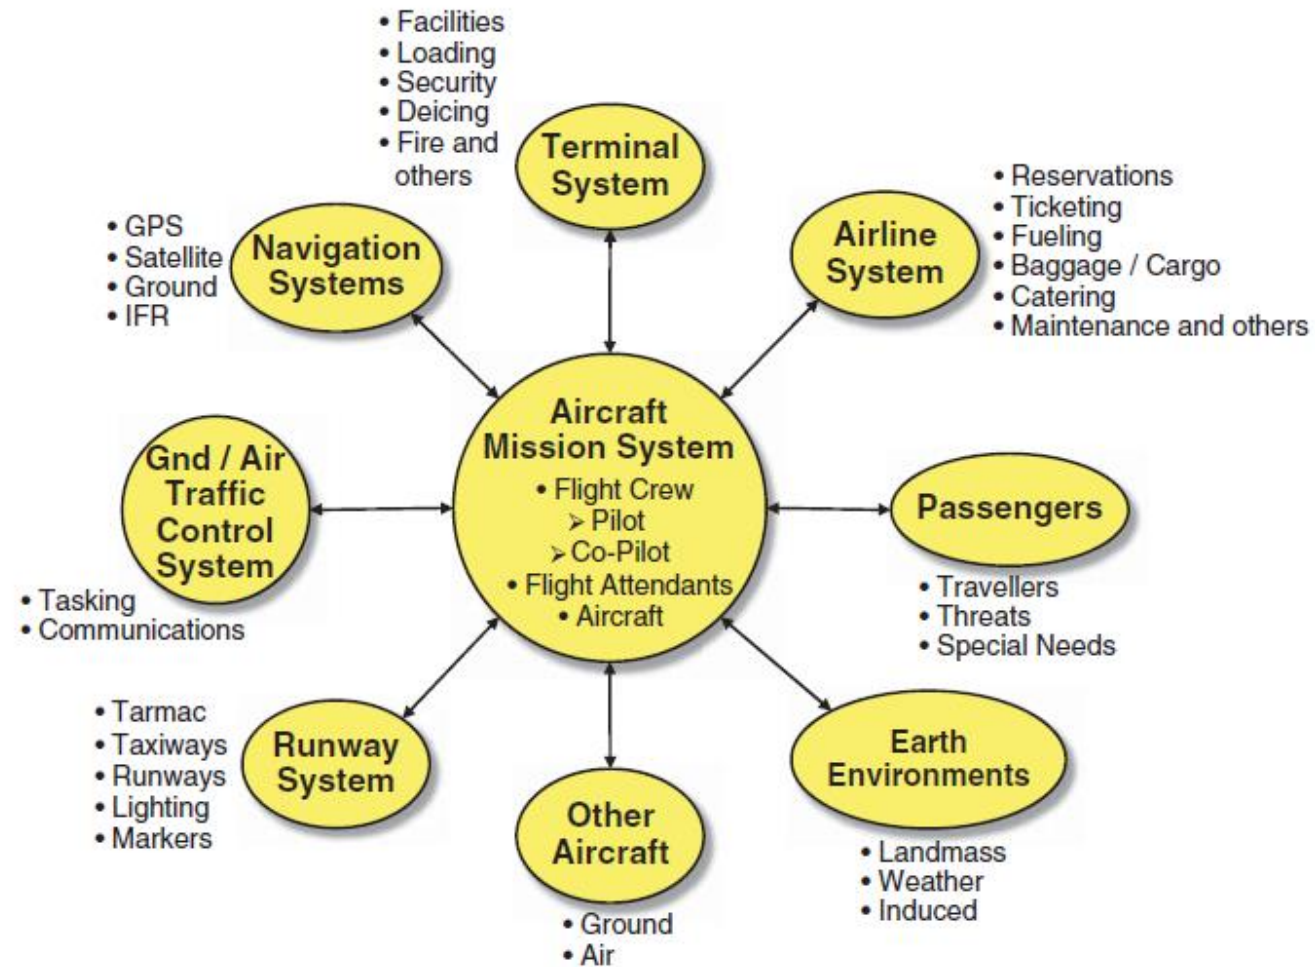 • Facilities
• Loading
• Security
• Deicing
• Fire and
others
Terminal
System
• Reservations
• Ticketing
• Fueling
• Baggage / Cargo
• Catering
• Maintenance and others
Airline
System
• GPS
• Satellite
• Ground
• IFR
Navigation
Systems
Aircraft
Mission System
• Flight Crew
➢ Pilot
➢ Co-Pilot
• Flight Attendants
• Aircraft
Gnd / Air
Traffic
Control
System
• Tasking
• Communications
Passengers
• Travellers
• Threats
• Special Needs
• Tarmac
• Taxiways
• Runways
• Lighting
• Markers
Runway
System
Other
Aircraft
• Ground
• Air
Earth
Environments
• Landmass
• Weather
• Induced